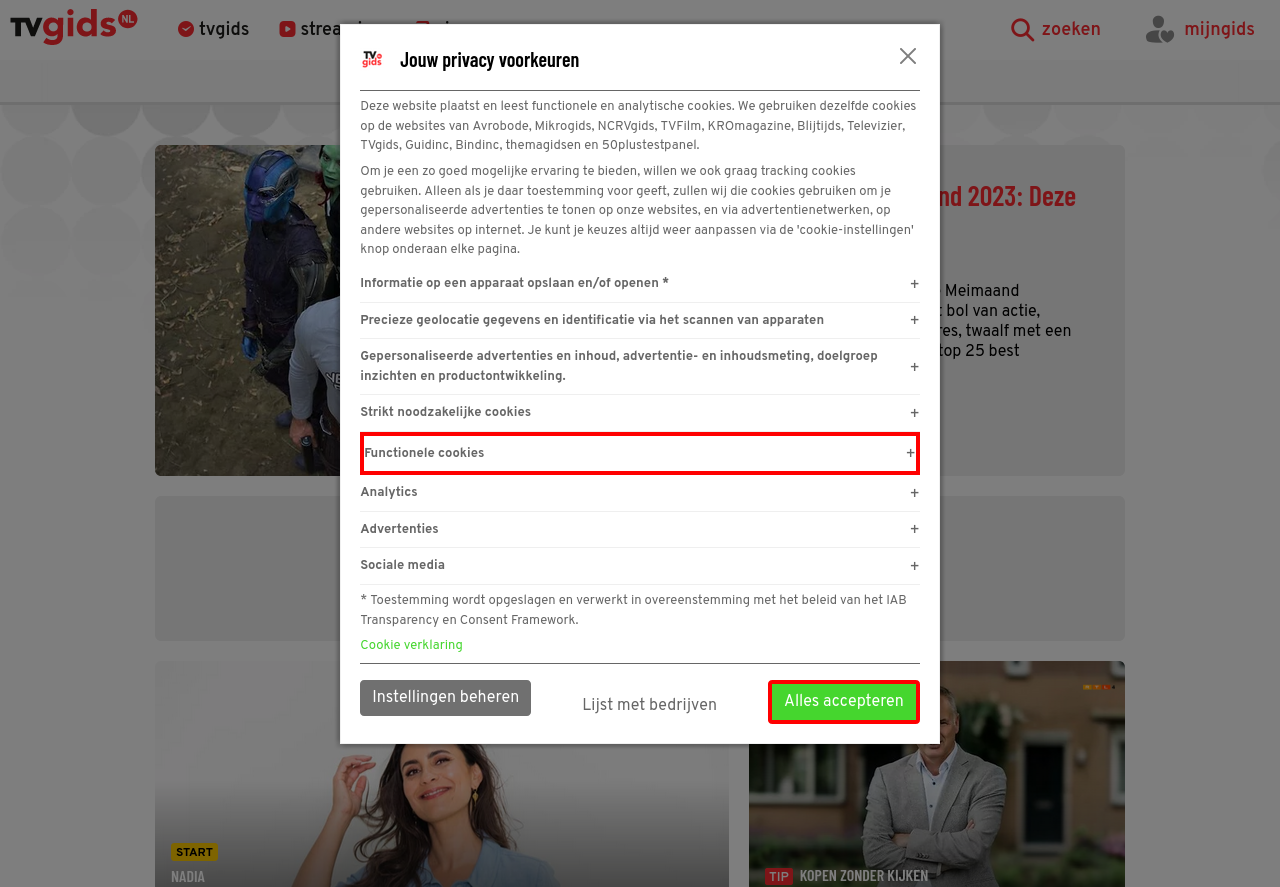 TVgids NL
tvgids
zoeken
mijngids
TV gids
Jouw privacy voorkeuren
Deze website plaatst en leest functionele en analytische cookies. We gebruiken dezelfde cookies
op de websites van Avrobode, Mikrogids, NCRVgids, TVFilm, KROmagazine, Blijtijds, Televizier,
TVgids, Guidinc, Bindinc, themagidsen en 50plustestpanel.
Om je een zo goed mogelijke ervaring te bieden, willen we ook graag tracking cookies
gebruiken. Alleen als je daar toestemming voor geeft, zullen wij die cookies gebruiken om je
gepersonaliseerde advertenties te tonen op onze websites, en via advertentienetwerken, op
andere websites op internet. Je kunt je keuzes altijd weer aanpassen via de 'cookie-instellingen'
knop onderaan elke pagina.
Informatie op een apparaat opslaan en/of openen * +
Precieze geolocatie gegevens en identificatie via het scannen van apparaten +
Gepersonaliseerde advertenties en inhoud, advertentie- en inhoudsmeting, doelgroep
inzichten en productontwikkeling. +
Strikt noodzakelijke cookies +
Functionele cookies +
Analytics +
Advertenties +
Sociale media +
* Toestemming wordt opgeslagen en verwerkt in overeenstemming met het beleid van het IAB
Transparency en Consent Framework.
Cookie verklaring
Instellingen beheren
Lijst met bedrijven
Alles accepteren
2023: Deze
Meimaand
bol van actie,
twaalf met een
top 25 best
START
NADIA
TIP KOPEN ZONDER KIJKEN